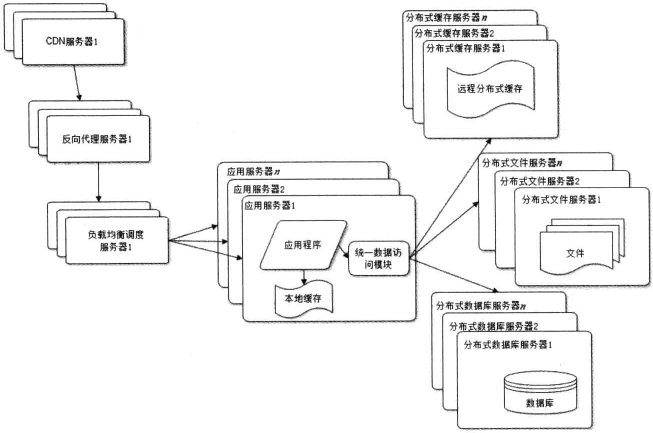 CDN服务器1
反向代理服务器1
负载均衡调度
服务器1
应用服务器n
应用服务器2
应用服务器1
应用程序
本地缓存
统一数据访
问模块
分布式缓存服务器n
分布式缓存服务器2
分布式缓存服务器1
远程分布式缓存
分布式文件服务器n
分布式文件服务器2
分布式文件服务器1
文件
分布式数据库服务器n
分布式数据库服务器2
分布式数据库服务器1
数据库